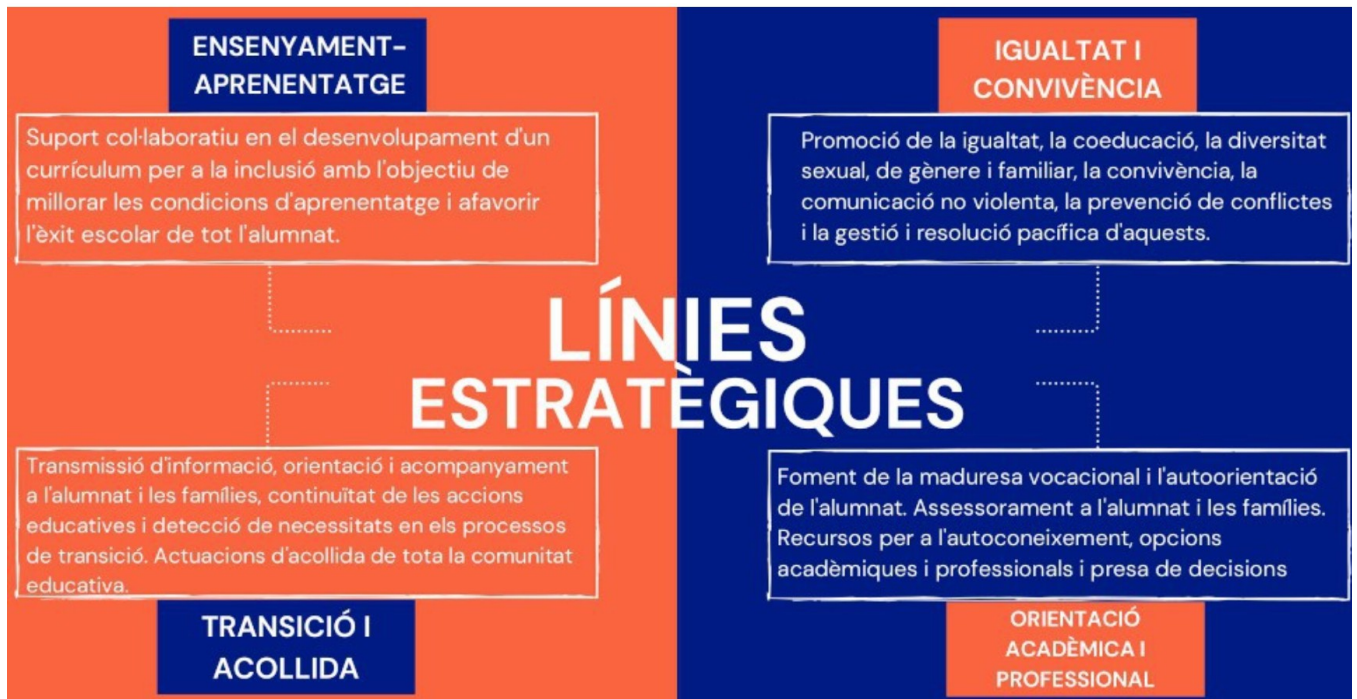 ENSENYAMENT-
APRENENTATGE
Suport col·laboratiu en el desenvolupament d'un
currículum per a la inclusió amb l'objectiu de
millorar les condicions d'aprenentatge i afavorir
l'èxit escolar de tot l'alumnat.
IGUALTAT I
CONVIVÈNCIA
Promoció de la igualtat, la coeducació, la diversitat
sexual, de gènere i familiar, la convivència, la
comunicació no violenta, la prevenció de conflictes
i la gestió i resolució pacífica d'aquests.
LÍNIES
ESTRATÈGIQUES
Transmissió d'informació, orientació i acompanyament
a l'alumnat i les famílies, continuïtat de les accions
educatives i detecció de necessitats en els processos
de transició. Actuacions d'acollida de tota la comunitat
educativa.
TRANSICIÓ I
ACOLLIDA
Foment de la maduresa vocacional i l'autoorientació
de l'alumnat. Assessorament a l'alumnat i les famílies.
Recursos per a l'autoconeixement, opcions
acadèmiques i professionals i presa de decisions
ORIENTACIÓ
ACADÈMICA I
PROFESSIONAL